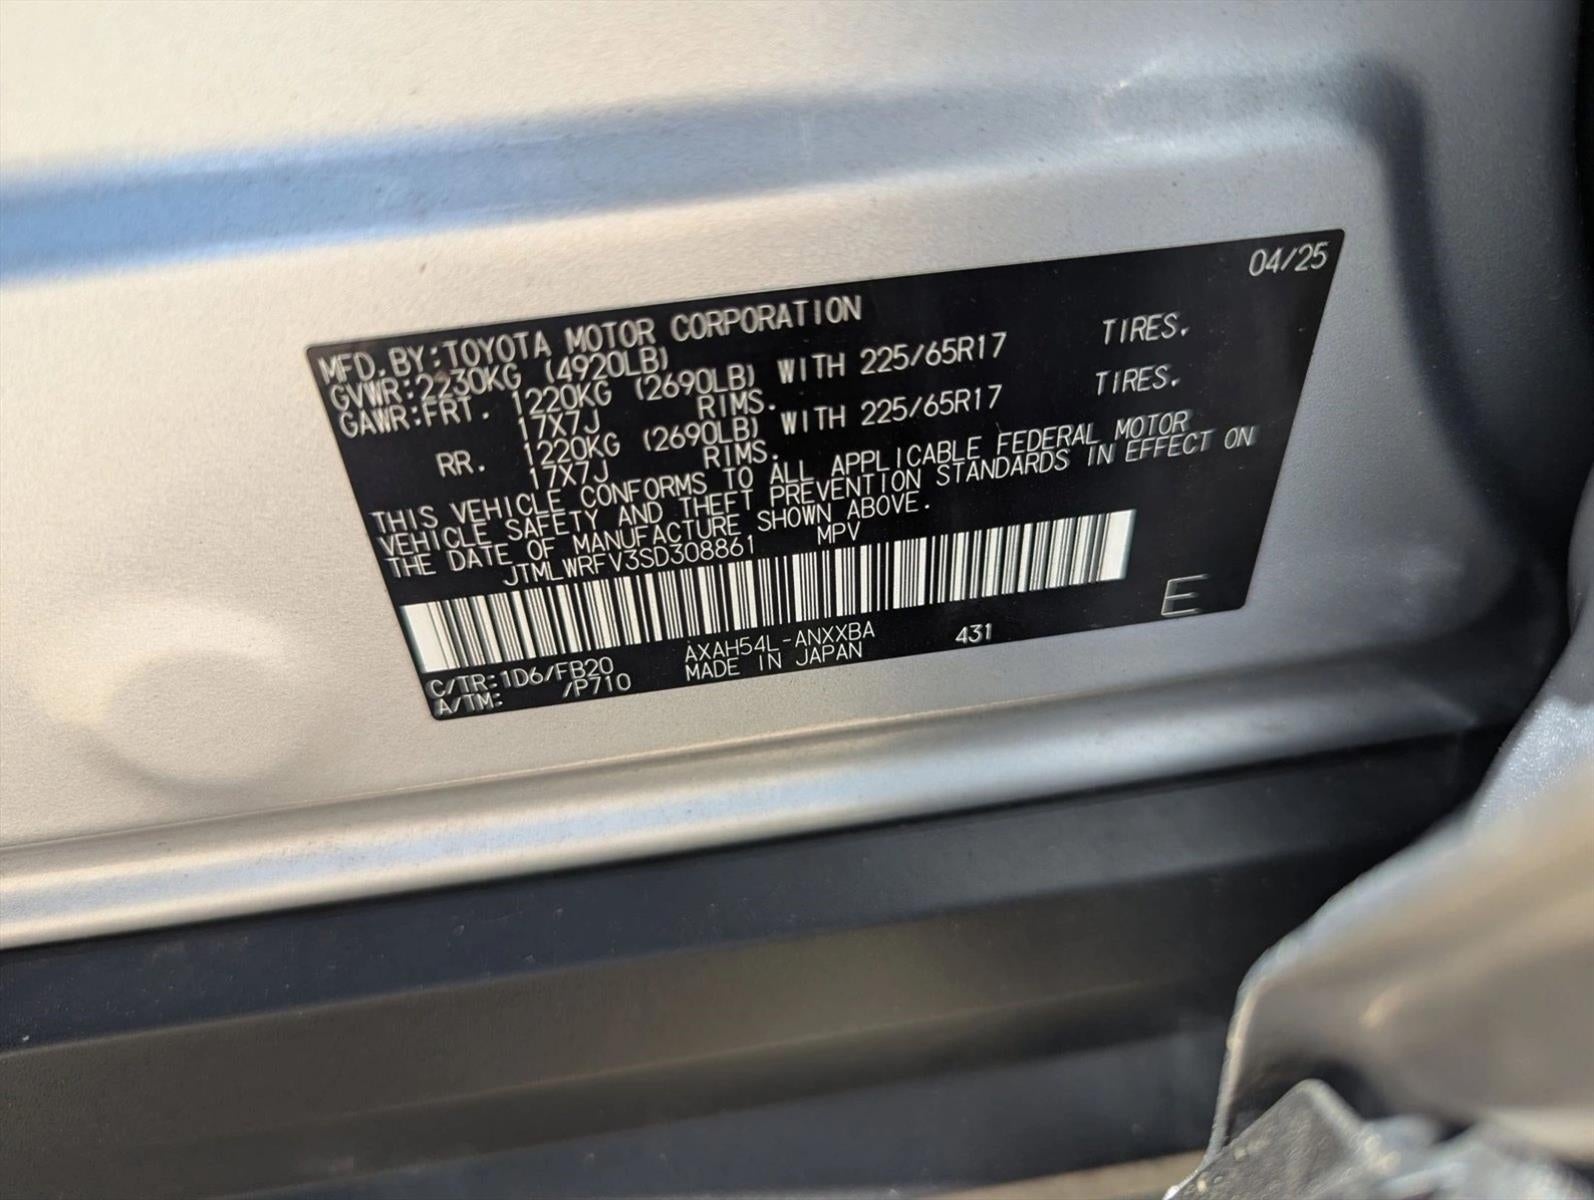 04/25
MFD.BY:TOYOTA MOTOR CORPORATION
GVWR:2230KG (4920LB)
GAWR:FRT. 1220KG (2690LB) WITH 225/65R17 TIRES,
17X7J RIMS.
RR. 1220KG (2690LB) WITH 225/65R17 TIRES,
17X7J RIMS.
THIS VEHICLE CONFORMS TO ALL APPLICABLE FEDERAL MOTOR
VEHICLE SAFETY AND THEFT PREVENTION STANDARDS IN EFFECT ON
THE DATE OF MANUFACTURE SHOWN ABOVE.
JTMLWRFV3SD308861 MPV
E
C/TR:1D6/FB20 AXAH54L-ANXXBA 431
A/TM: /P710 MADE IN JAPAN